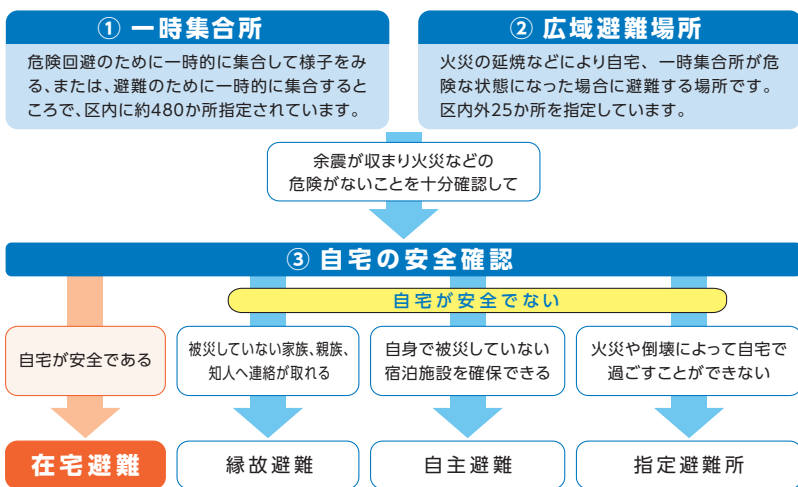 ① 一時集合所
危険回避のために一時的に集合して様子をみ
る、または、避難のために一時的に集合すると
ころで、区内に約480か所指定されています。
② 広域避難場所
火災の延焼などにより自宅、一時集合所が危
険な状態になった場合に避難する場所です。
区内外25か所を指定しています。
余震が収まり火災などの
危険がないことを十分確認して
③ 自宅の安全確認
自宅が安全でない
自宅が安全である
被災していない家族、親族、
知人へ連絡が取れる
自身で被災していない
宿泊施設を確保できる
火災や倒壊によって自宅で
過ごすことができない
在宅避難
縁故避難
自主避難
指定避難所